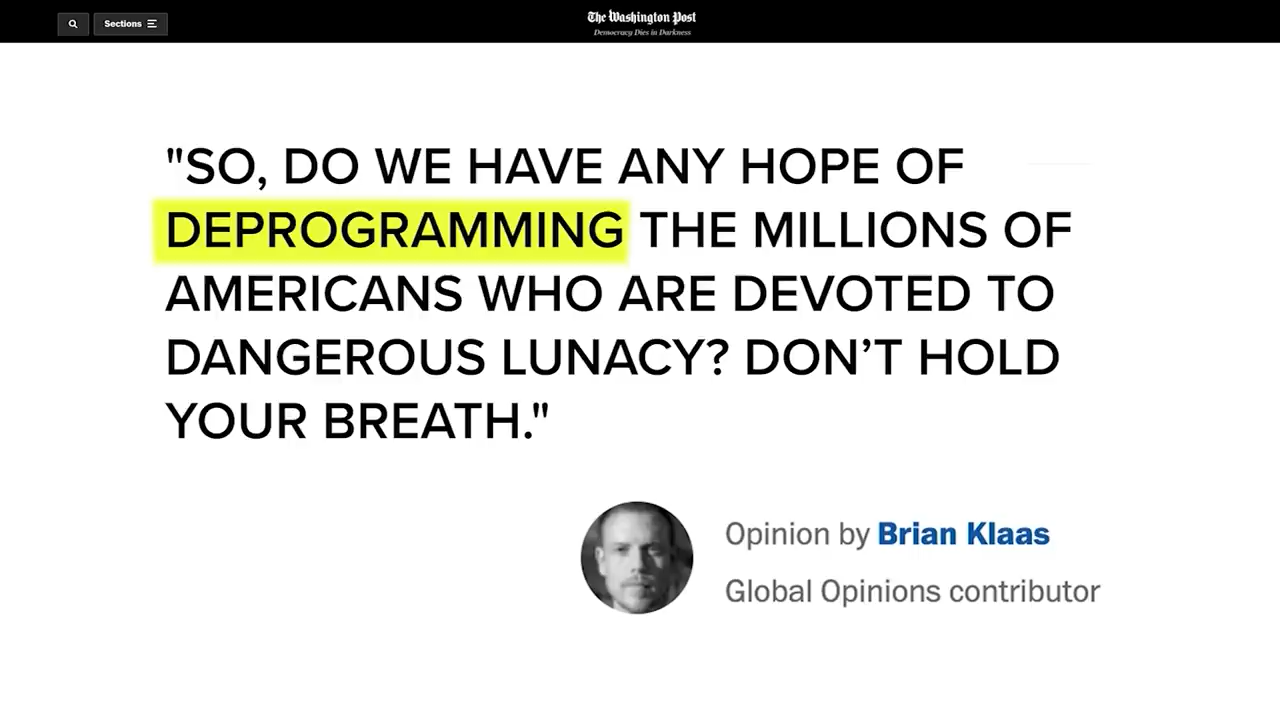 Sections
The Washington Post
Democracy Dies in Darkness
"SO, DO WE HAVE ANY HOPE OF
DEPROGRAMMING THE MILLIONS OF
AMERICANS WHO ARE DEVOTED TO
DANGEROUS LUNACY? DON’T HOLD
YOUR BREATH."
Opinion by Brian Klaas
Global Opinions contributor